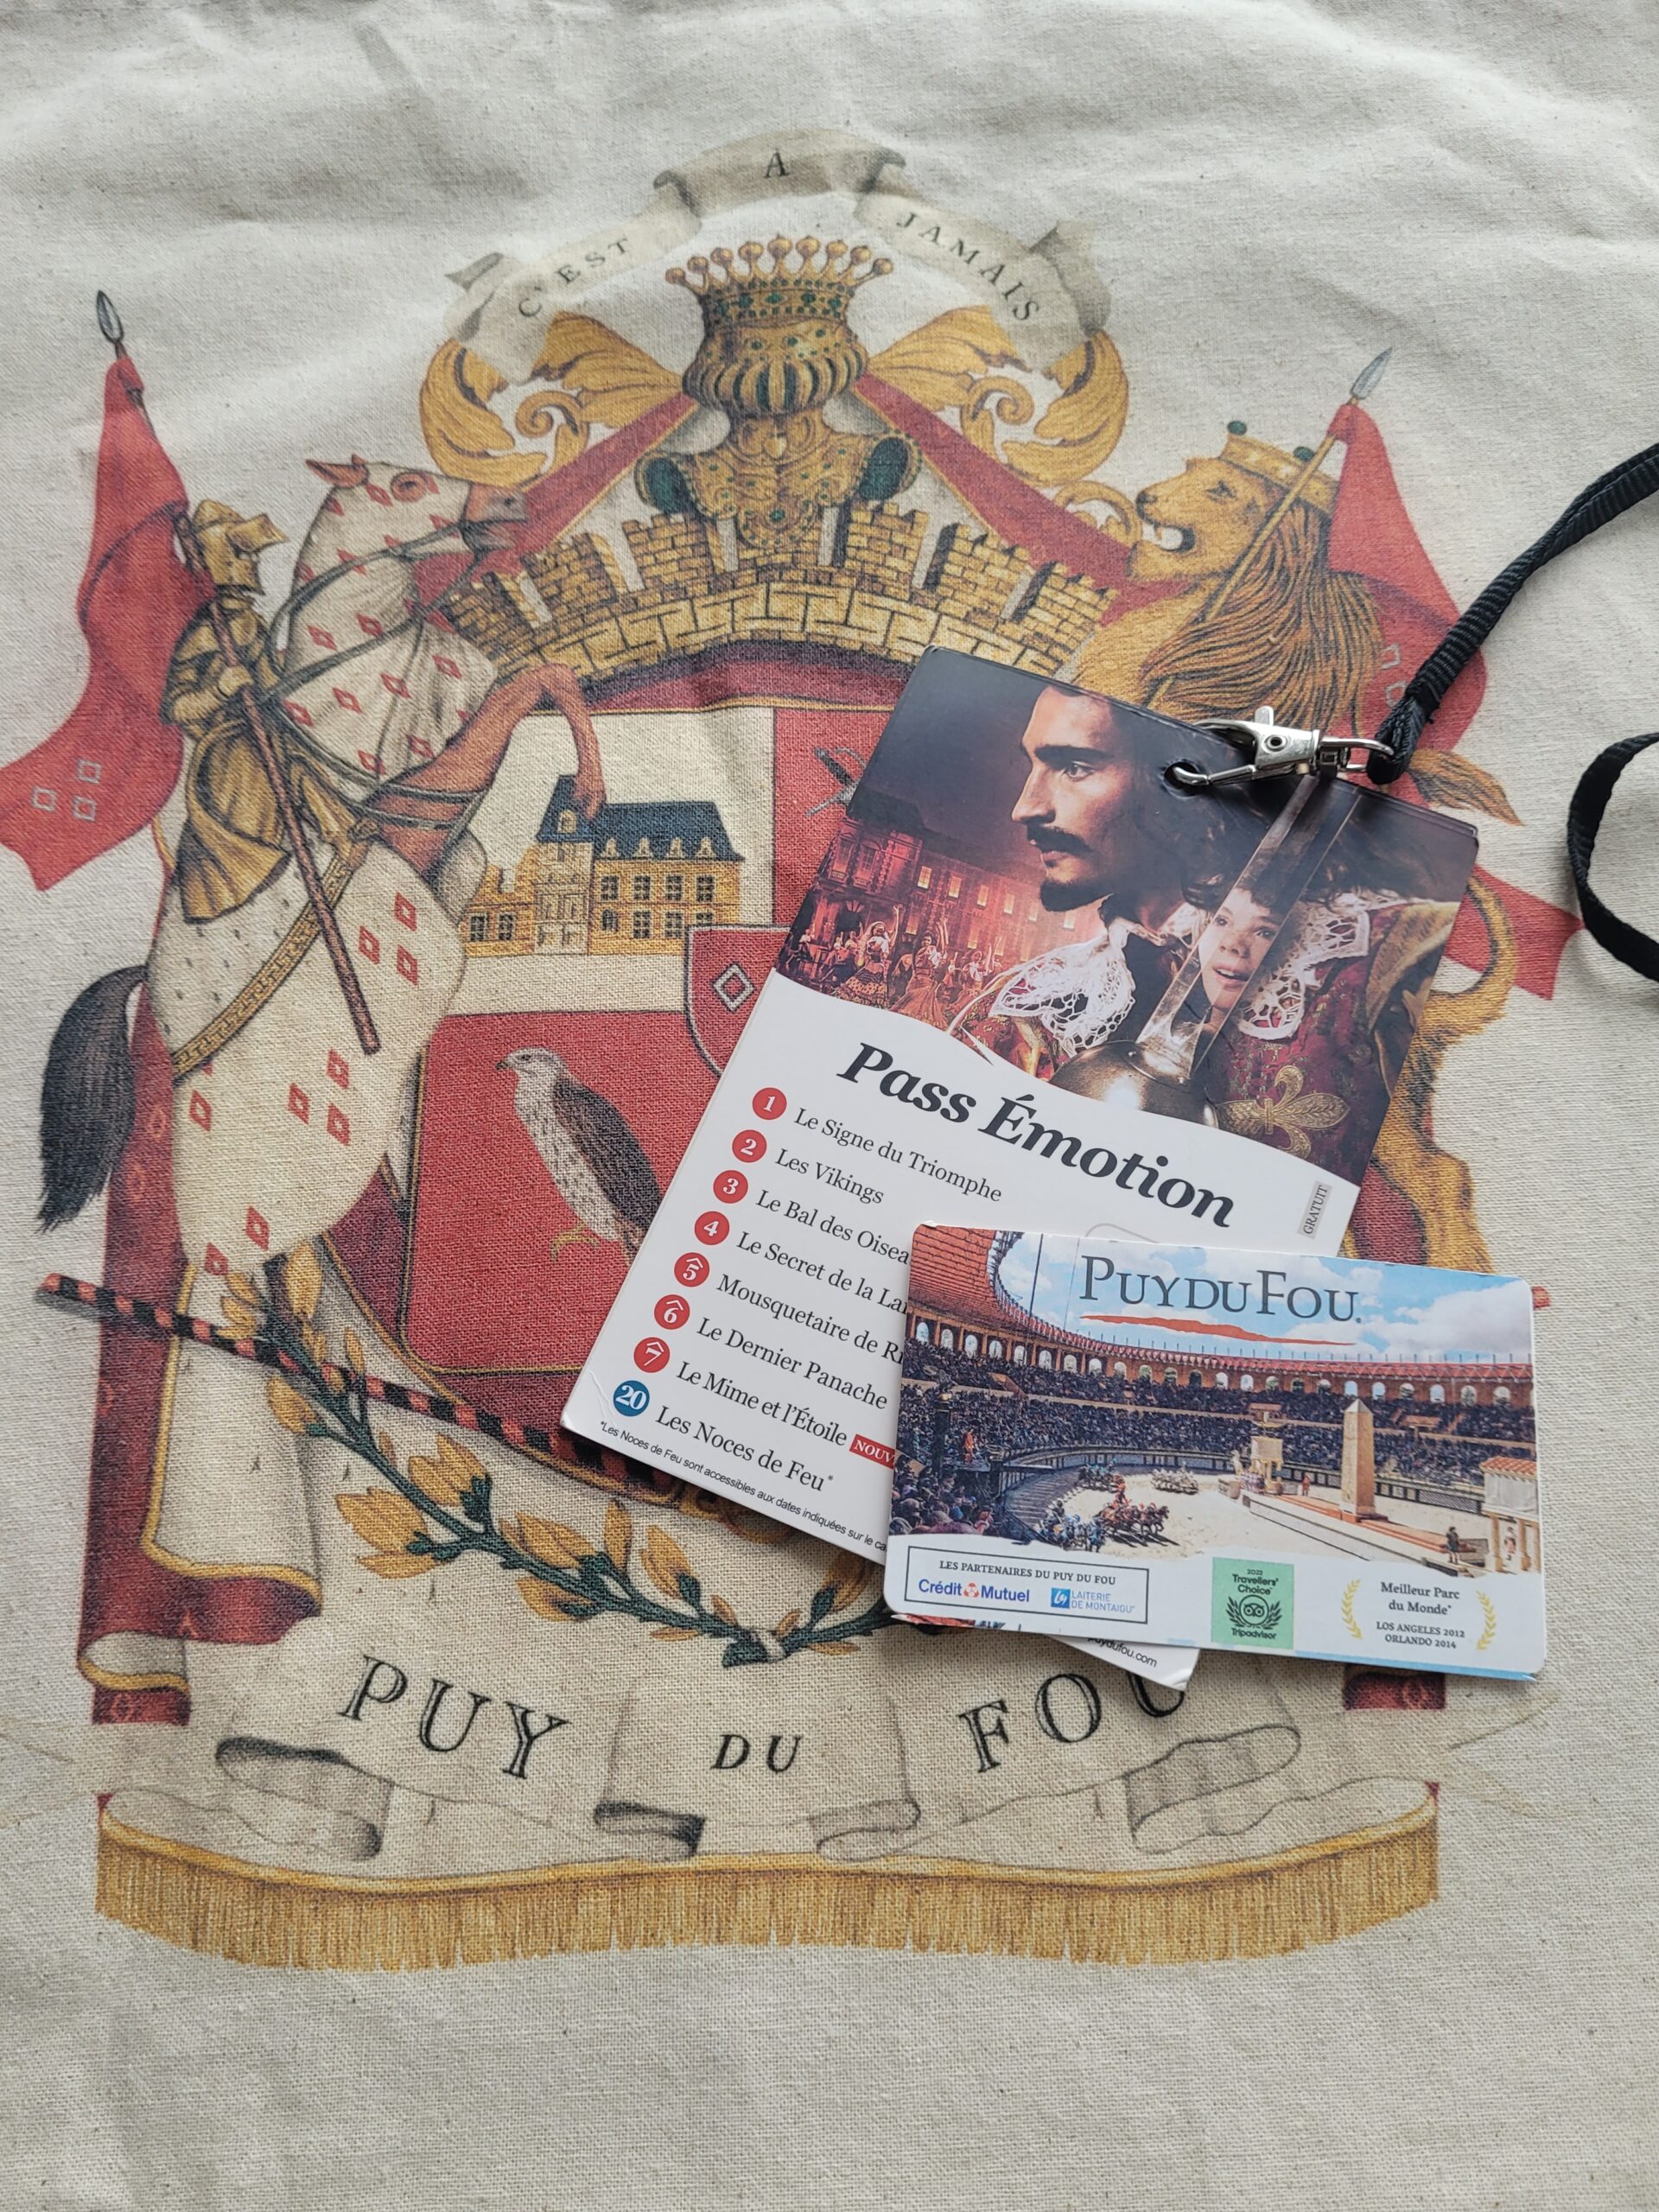 C'EST A JAMAIS
Pass Émotion
GRATUIT
1 Le Signe du Triomphe
2 Les Vikings
3 Le Bal des
4 Le Secret de la
5 Mousquetaire de
6 Le Dernier Panache
7 Le Mime et l'Étoile
20 Les Noces de Feu*
*Les Noces de Feu sont accessibles aux dates indiquées sur le
PUY DU FOU
LES PARTENAIRES DU PUY DU FOU
Crédit Mutuel
LAITERIE
DE MONTAIGU
2023
Travellers'
Choice
Tripadvisor
Meilleur Parc
du Monde*
LOS ANGELES 2012
ORLANDO 2014
puydufou.com
PUY DU FOU